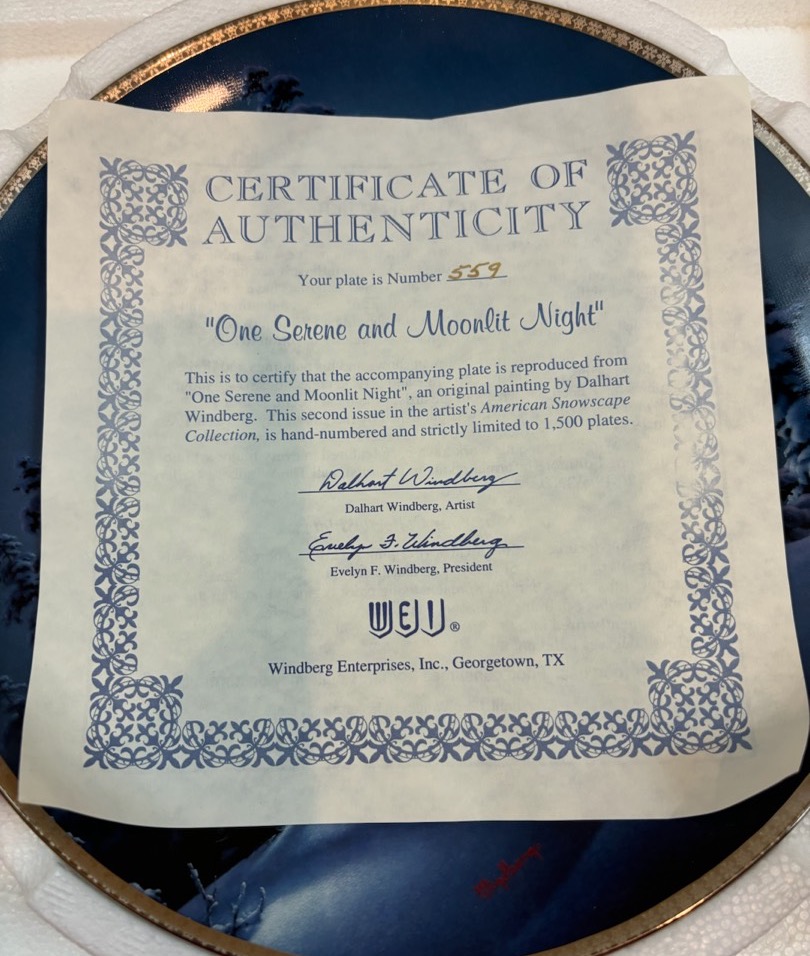 CERTIFICATE OF
AUTHENTICITY
Your plate is Number 559
"One Serene and Moonlit Night"
This is to certify that the accompanying plate is reproduced from
"One Serene and Moonlit Night", an original painting by Dalhart
Windberg. This second issue in the artist's American Snowscape
Collection, is hand-numbered and strictly limited to 1,500 plates.
Dalhart Windberg
Dalhart Windberg, Artist
Evelyn F. Windberg
Evelyn F. Windberg, President
WEI®
Windberg Enterprises, Inc., Georgetown, TX